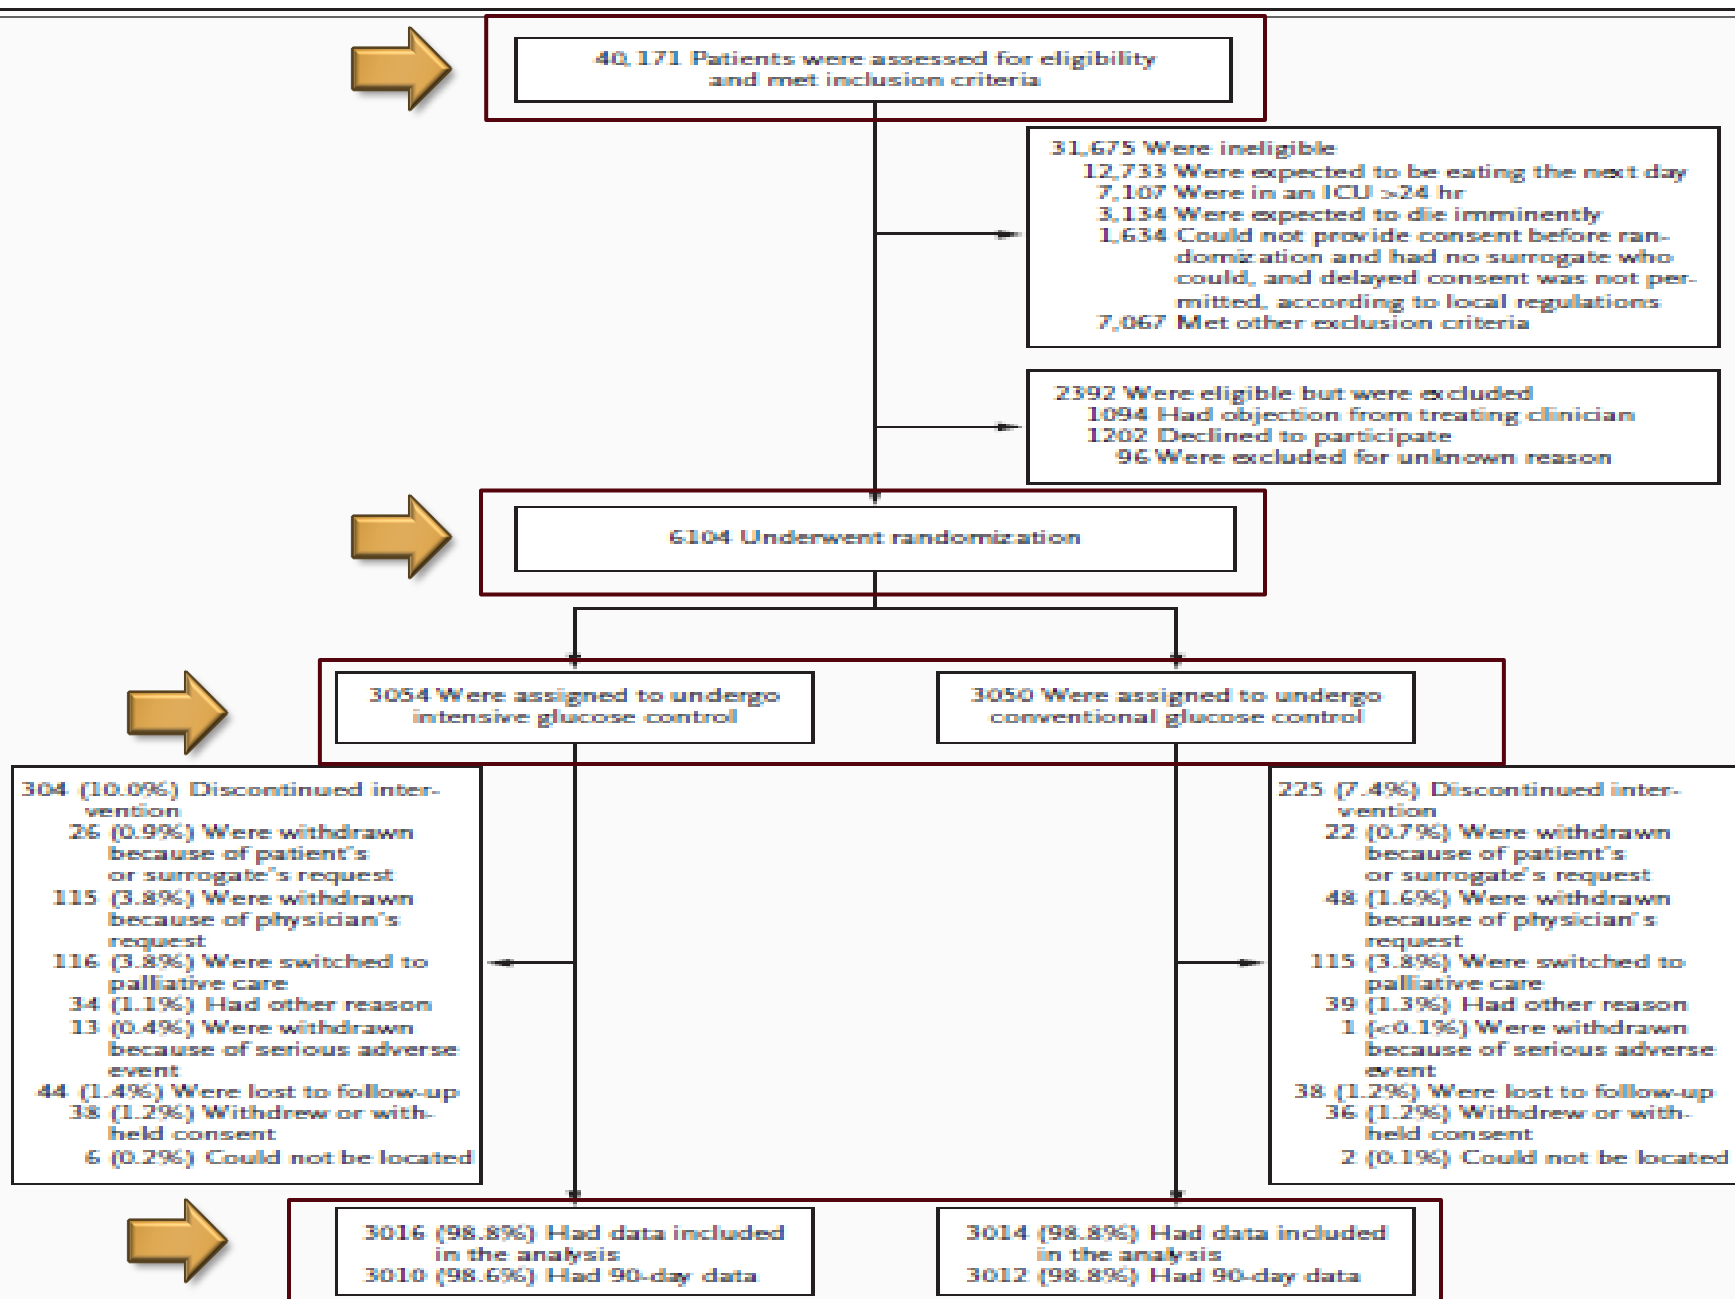 40,171 Patients were assessed for eligibility
and met inclusion criteria
31,675 Were ineligible
12,733 Were expected to be eating the next day
7,107 Were in an ICU >24 hr
3,134 Were expected to die imminently
1,634 Could not provide consent before ran-
domization and had no surrogate who
could, and delayed consent was not per-
mitted, according to local regulations
7,067 Met other exclusion criteria
2392 Were eligible but were excluded
1094 Had objection from treating clinician
1202 Declined to participate
96 Were excluded for unknown reason
6104 Underwent randomization
3054 Were assigned to undergo
intensive glucose control
3050 Were assigned to undergo
conventional glucose control
304 (10.0%) Discontinued inter-
vention
26 (0.9%) Were withdrawn
because of patient's
or surrogate's request
115 (3.8%) Were withdrawn
because of physician's
request
116 (3.8%) Were switched to
palliative care
34 (1.1%) Had other reason
13 (0.4%) Were withdrawn
because of serious adverse
event
44 (1.4%) Were lost to follow-up
38 (1.2%) Withdrew or with-
held consent
6 (0.2%) Could not be located
225 (7.4%) Discontinued inter-
vention
22 (0.7%) Were withdrawn
because of patient's
or surrogate's request
48 (1.6%) Were withdrawn
because of physician's
request
115 (3.8%) Were switched to
palliative care
39 (1.3%) Had other reason
1 (<0.1%) Were withdrawn
because of serious adverse
event
38 (1.2%) Were lost to follow-up
36 (1.2%) Withdrew or with-
held consent
2 (0.1%) Could not be located
3016 (98.8%) Had data included
in the analysis
3010 (98.6%) Had 90-day data
3014 (98.8%) Had data included
in the analysis
3012 (98.8%) Had 90-day data